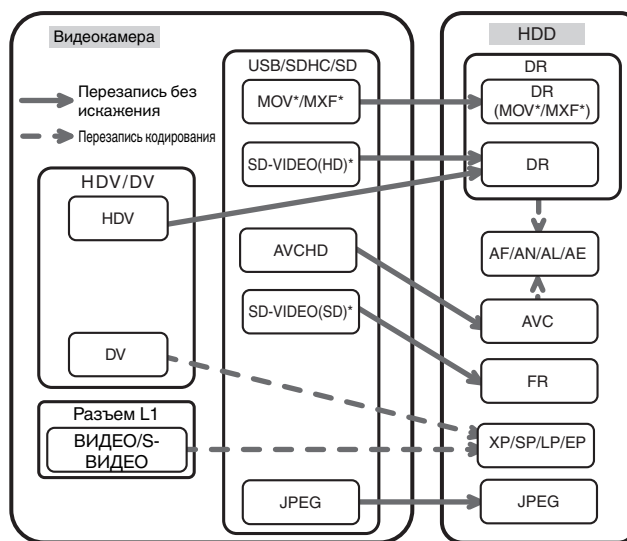 Видеокамера
Перезапись без
искажения
Перезапись кодирования
HDV/DV
HDV
DV
Разъем L1
ВИДЕО/S-
ВИДЕО
USB/SDHC/SD
MOV*/MXF*
SD-VIDEO(HD)*
AVCHD
SD-VIDEO(SD)*
JPEG
HDD
DR
DR
(MOV*/MXF*)
DR
AF/AN/AL/AE
AVC
FR
XP/SP/LP/EP
JPEG